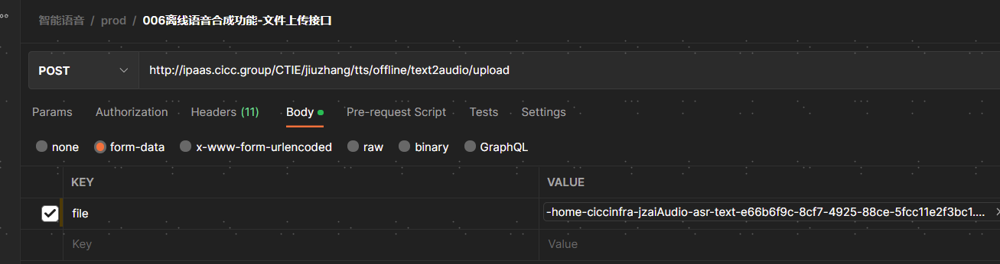 智能语音 / prod / 006离线语音合成功能-文件上传接口
POST http://ipaas.cicc.group/CTIE/jiuzhang/tts/offline/text2audio/upload
Params Authorization Headers (11) Body Pre-request Script Tests Settings
none form-data x-www-form-urlencoded raw binary GraphQL
KEY VALUE
file -home-ciccinfra-jzaiAudio-asr-text-e66b6f9c-8cf7-4925-88ce-5fcc11e2f3bc1....
Key Value